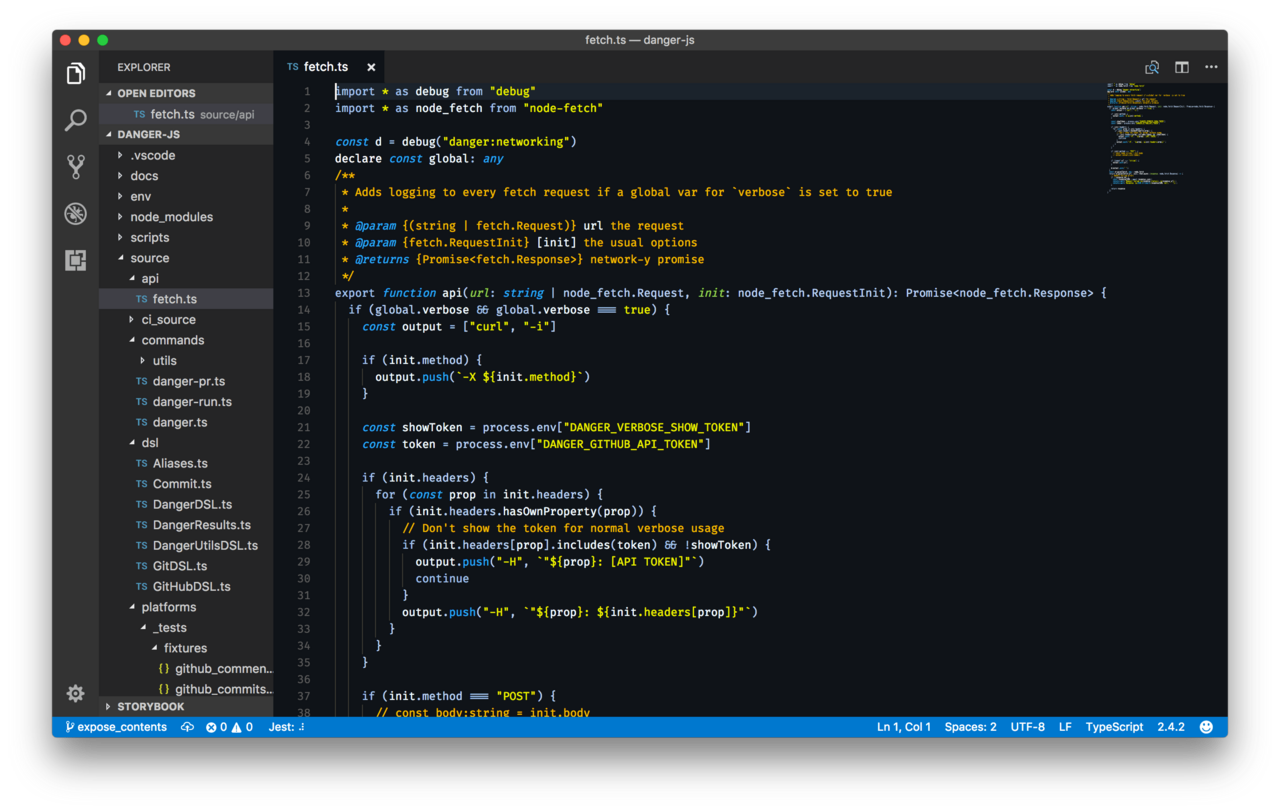 fetch.ts — danger-js
EXPLORER
OPEN EDITORS
TS fetch.ts source/api
DANGER-JS
.vscode
docs
env
node_modules
scripts
source
api
TS fetch.ts
ci_source
commands
utils
TS danger-pr.ts
TS danger-run.ts
TS danger.ts
dsl
TS Aliases.ts
TS Commit.ts
TS DangerDSL.ts
TS DangerResults.ts
TS DangerUtilsDSL.ts
TS GitDSL.ts
TS GitHubDSL.ts
platforms
_tests
fixtures
{} github_commen...
{} github_commits...
STORYBOOK
TS fetch.ts ×
1 import * as debug from "debug"
2 import * as node_fetch from "node-fetch"
3
4 const d = debug("danger:networking")
5 declare const global: any
6 /**
7 * Adds logging to every fetch request if a global var for `verbose` is set to true
8 *
9 * @param {(string | fetch.Request)} url the request
10 * @param {fetch.RequestInit} [init] the usual options
11 * @returns {Promise<fetch.Response>} network-y promise
12 */
13 export function api(url: string | node_fetch.Request, init: node_fetch.RequestInit): Promise<node_fetch.Response> {
14 if (global.verbose && global.verbose === true) {
15 const output = ["curl", "-i"]
16
17 if (init.method) {
18 output.push(`-X ${init.method}`)
19 }
20
21 const showToken = process.env["DANGER_VERBOSE_SHOW_TOKEN"]
22 const token = process.env["DANGER_GITHUB_API_TOKEN"]
23
24 if (init.headers) {
25 for (const prop in init.headers) {
26 if (init.headers.hasOwnProperty(prop)) {
27 // Don't show the token for normal verbose usage
28 if (init.headers[prop].includes(token) && !showToken) {
29 output.push("-H", `"${prop}: [API TOKEN]"`)
30 continue
31 }
32 output.push("-H", `"${prop}: ${init.headers[prop]}"`)
33 }
34 }
35 }
36
37 if (init.method === "POST") {
38 // const body:string = init.body
expose_contents 0 0 Jest:
Ln 1, Col 1 Spaces: 2 UTF-8 LF TypeScript 2.4.2